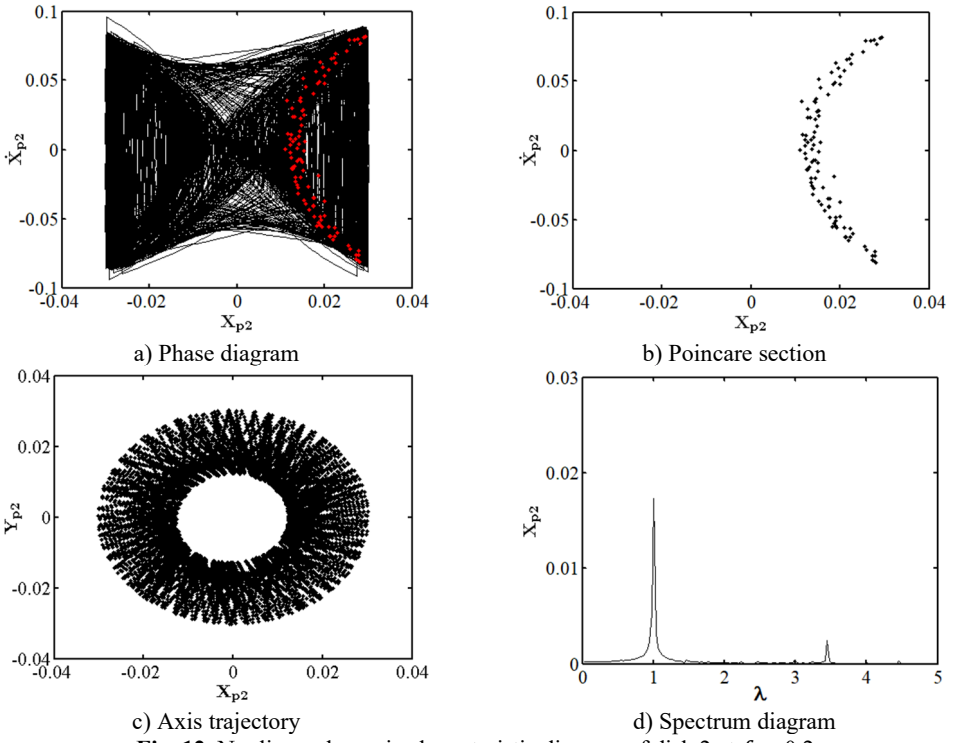 0.1
0.05
0
-0.05
-0.1
Ẋp2
-0.04 -0.02 0 0.02 0.04
Xp2
a) Phase diagram
0.1
0.05
0
-0.05
-0.1
Ẋp2
-0.04 -0.02 0 0.02 0.04
Xp2
b) Poincare section
0.04
0.02
0
-0.02
-0.04
Yp2
-0.04 -0.02 0 0.02 0.04
Xp2
c) Axis trajectory
0.03
0.02
0.01
0
Xp2
0 1 2 3 4 5
λ
d) Spectrum diagram